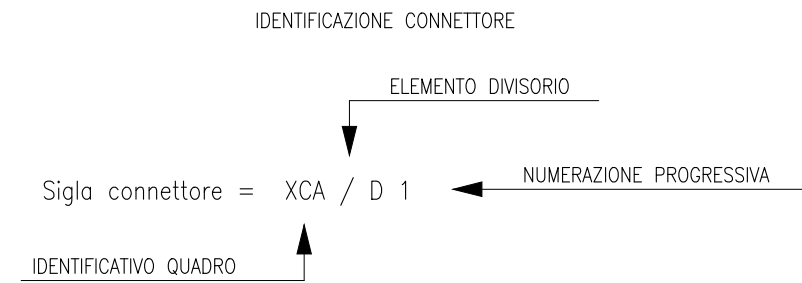 IDENTIFICAZIONE CONNETTORE
ELEMENTO DIVISORIO
NUMERAZIONE PROGRESSIVA
Sigla connettore = XCA / D 1
IDENTIFICATIVO QUADRO